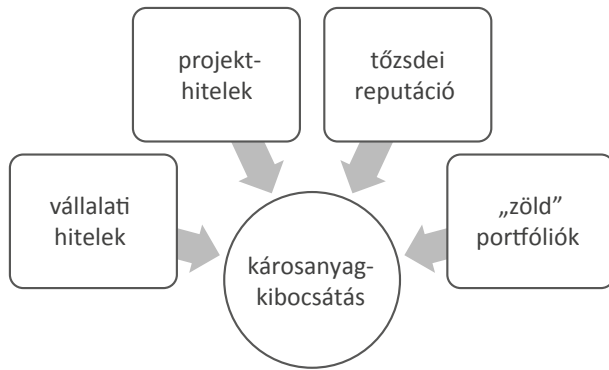 projekt-
hitelek
tőzsdei
reputáció
vállalati
hitelek
„zöld”
portfóliók
károsanyag-
kibocsátás